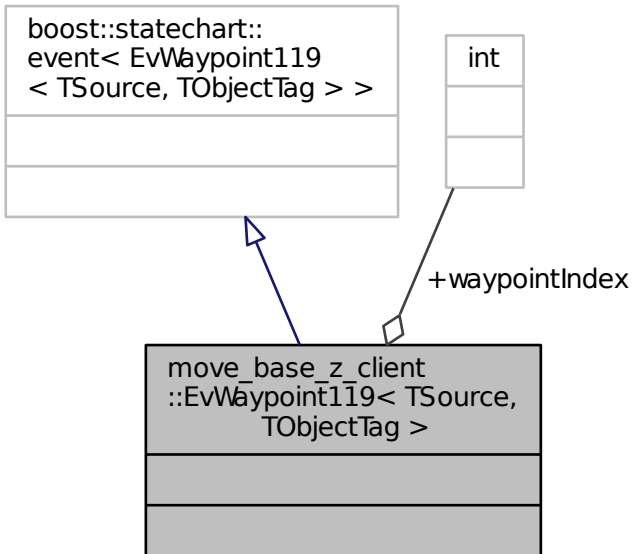 boost::statechart::
event< EvWaypoint119
< TSource, TObjectTag > >
int
+waypointIndex
move_base_z_client
::EvWaypoint119< TSource,
TObjectTag >